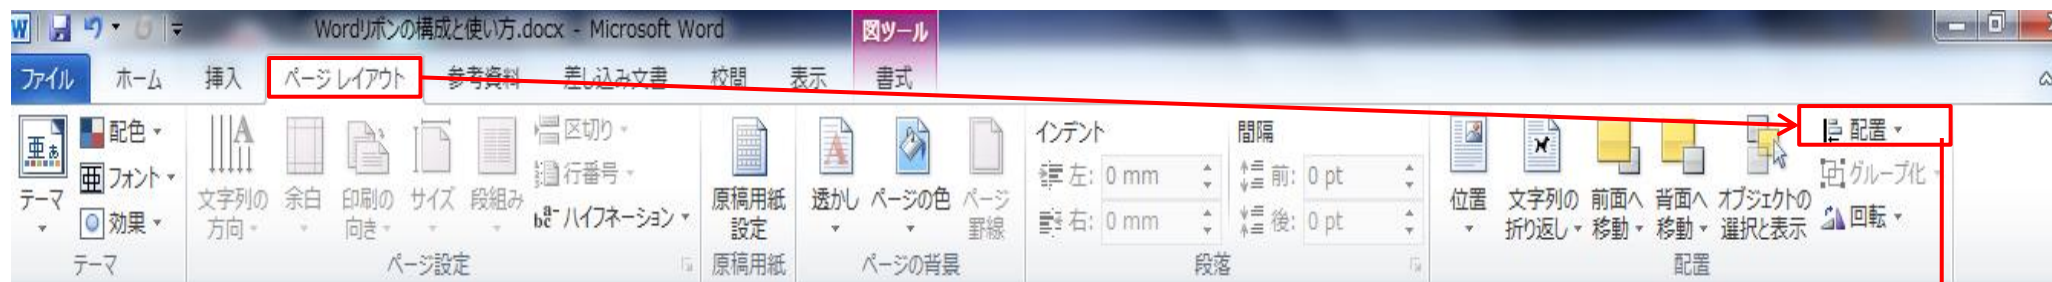 Wordリボンの構成と使い方.docx - Microsoft Word
図ツール
ファイル ホーム 挿入 ページ レイアウト 参考資料 差し込み文書 校閲 表示 書式
亜あ
テーマ
配色
フォント
効果
テーマ
文字列の方向
余白
印刷の向き
サイズ
段組み
区切り
行番号
ハイフネーション
ページ設定
原稿用紙設定
原稿用紙
透かし
ページの色
ページ罫線
ページの背景
インデント
左: 0 mm
右: 0 mm
間隔
前: 0 pt
後: 0 pt
段落
位置
文字列の折り返し
前面へ移動
背面へ移動
オブジェクトの選択と表示
配置
グループ化
回転
配置